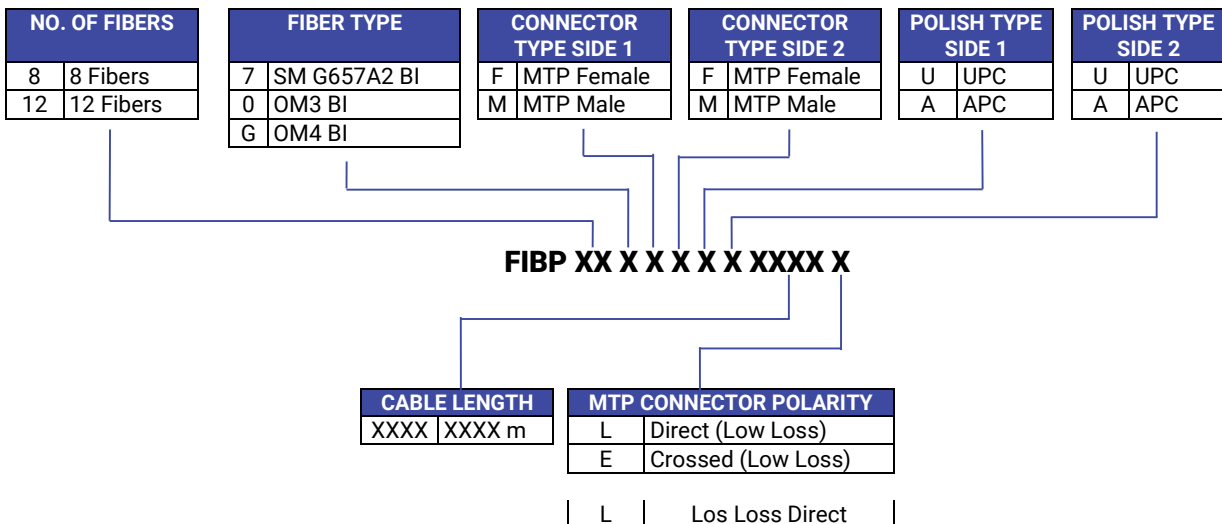 NO. OF FIBERS
8 8 Fibers
12 12 Fibers
FIBER TYPE
7 SM G657A2 BI
0 OM3 BI
G OM4 BI
CONNECTOR
TYPE SIDE 1
F MTP Female
M MTP Male
CONNECTOR
TYPE SIDE 2
F MTP Female
M MTP Male
POLISH TYPE
SIDE 1
U UPC
A APC
POLISH TYPE
SIDE 2
U UPC
A APC
FIBP XX X X X X X XXXX X
CABLE LENGTH
XXXX XXXX m
MTP CONNECTOR POLARITY
L Direct (Low Loss)
E Crossed (Low Loss)
L Los Loss Direct